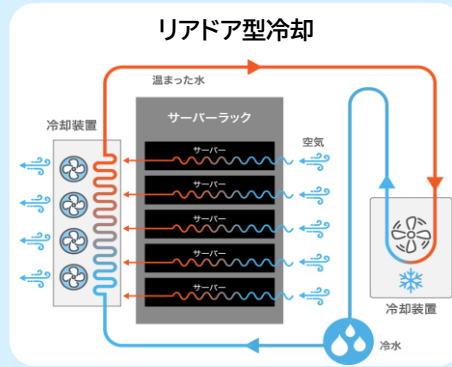 リアドア型冷却
温まった水
冷却装置
サーバーラック
空気
サーバー
サーバー
サーバー
サーバー
サーバー
冷却装置
冷水